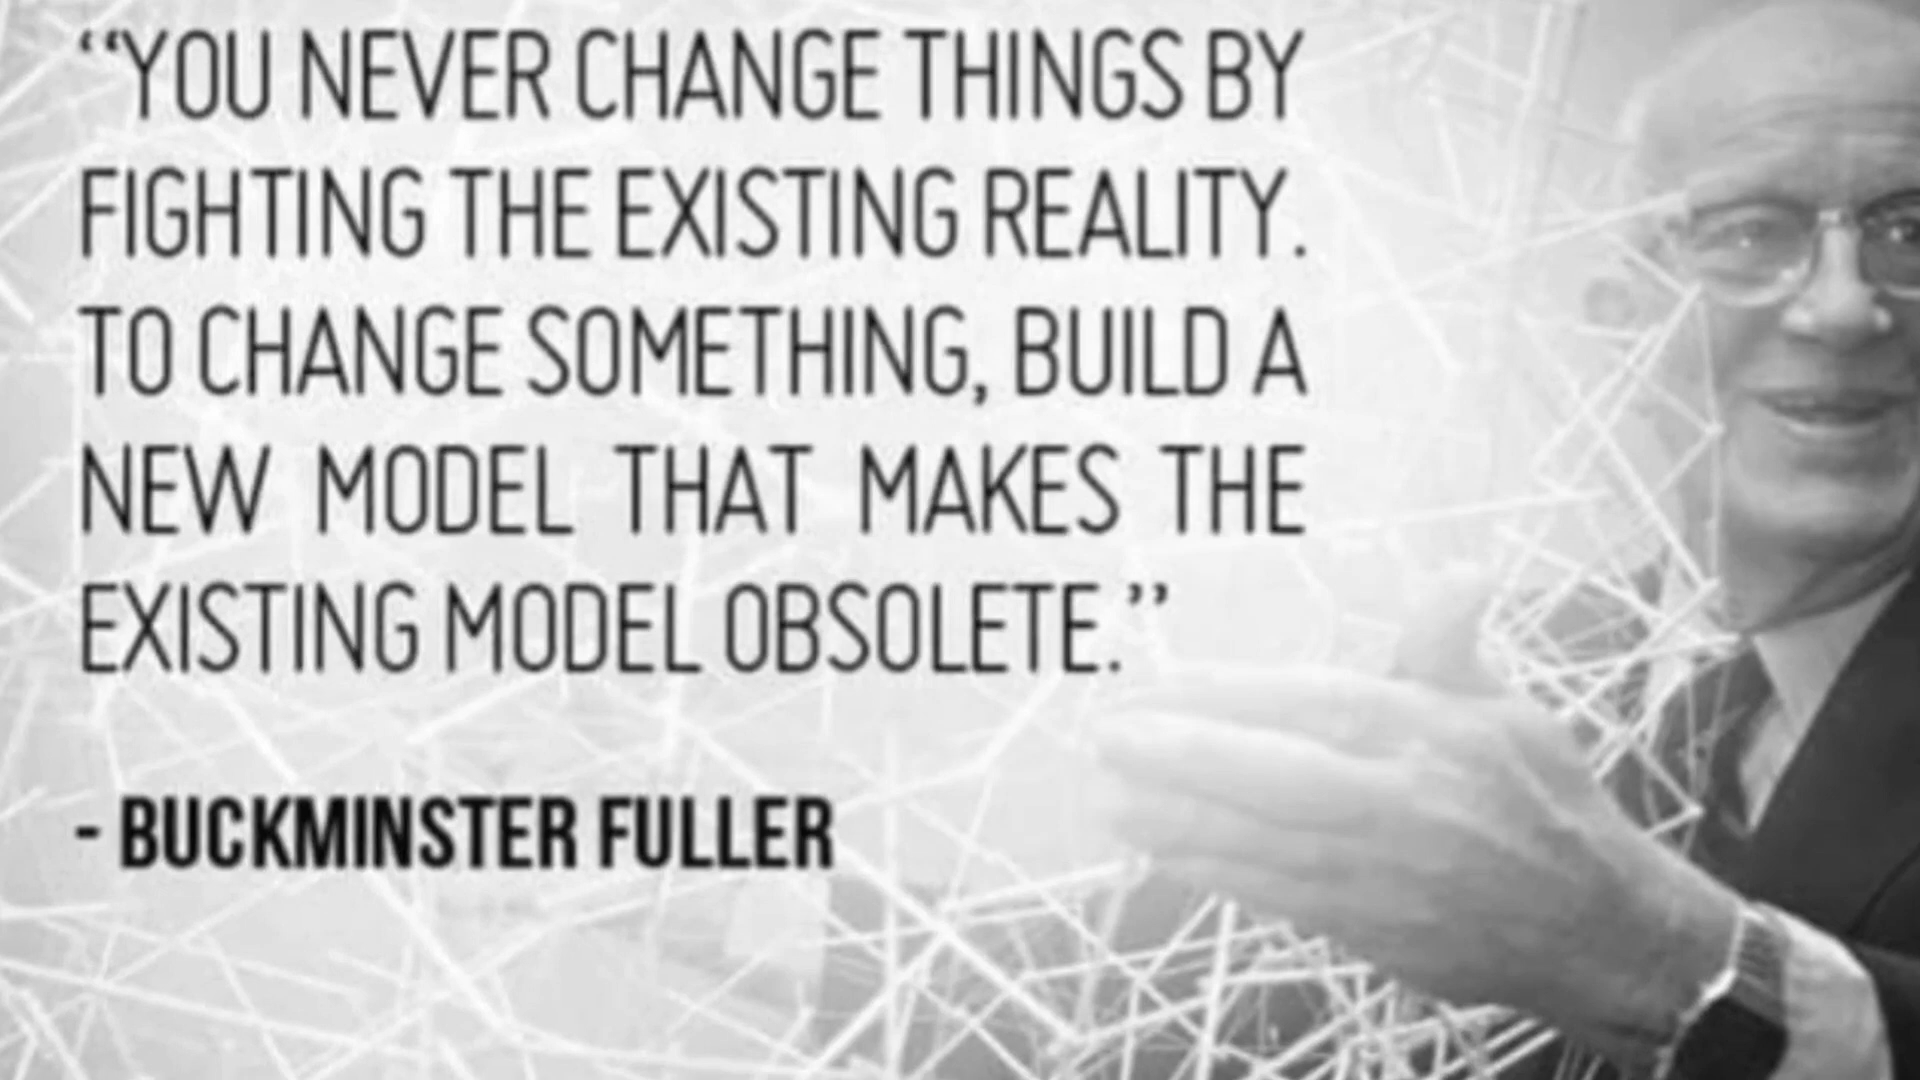 “YOU NEVER CHANGE THINGS BY
FIGHTING THE EXISTING REALITY.
TO CHANGE SOMETHING, BUILD A
NEW MODEL THAT MAKES THE
EXISTING MODEL OBSOLETE.”
- BUCKMINSTER FULLER